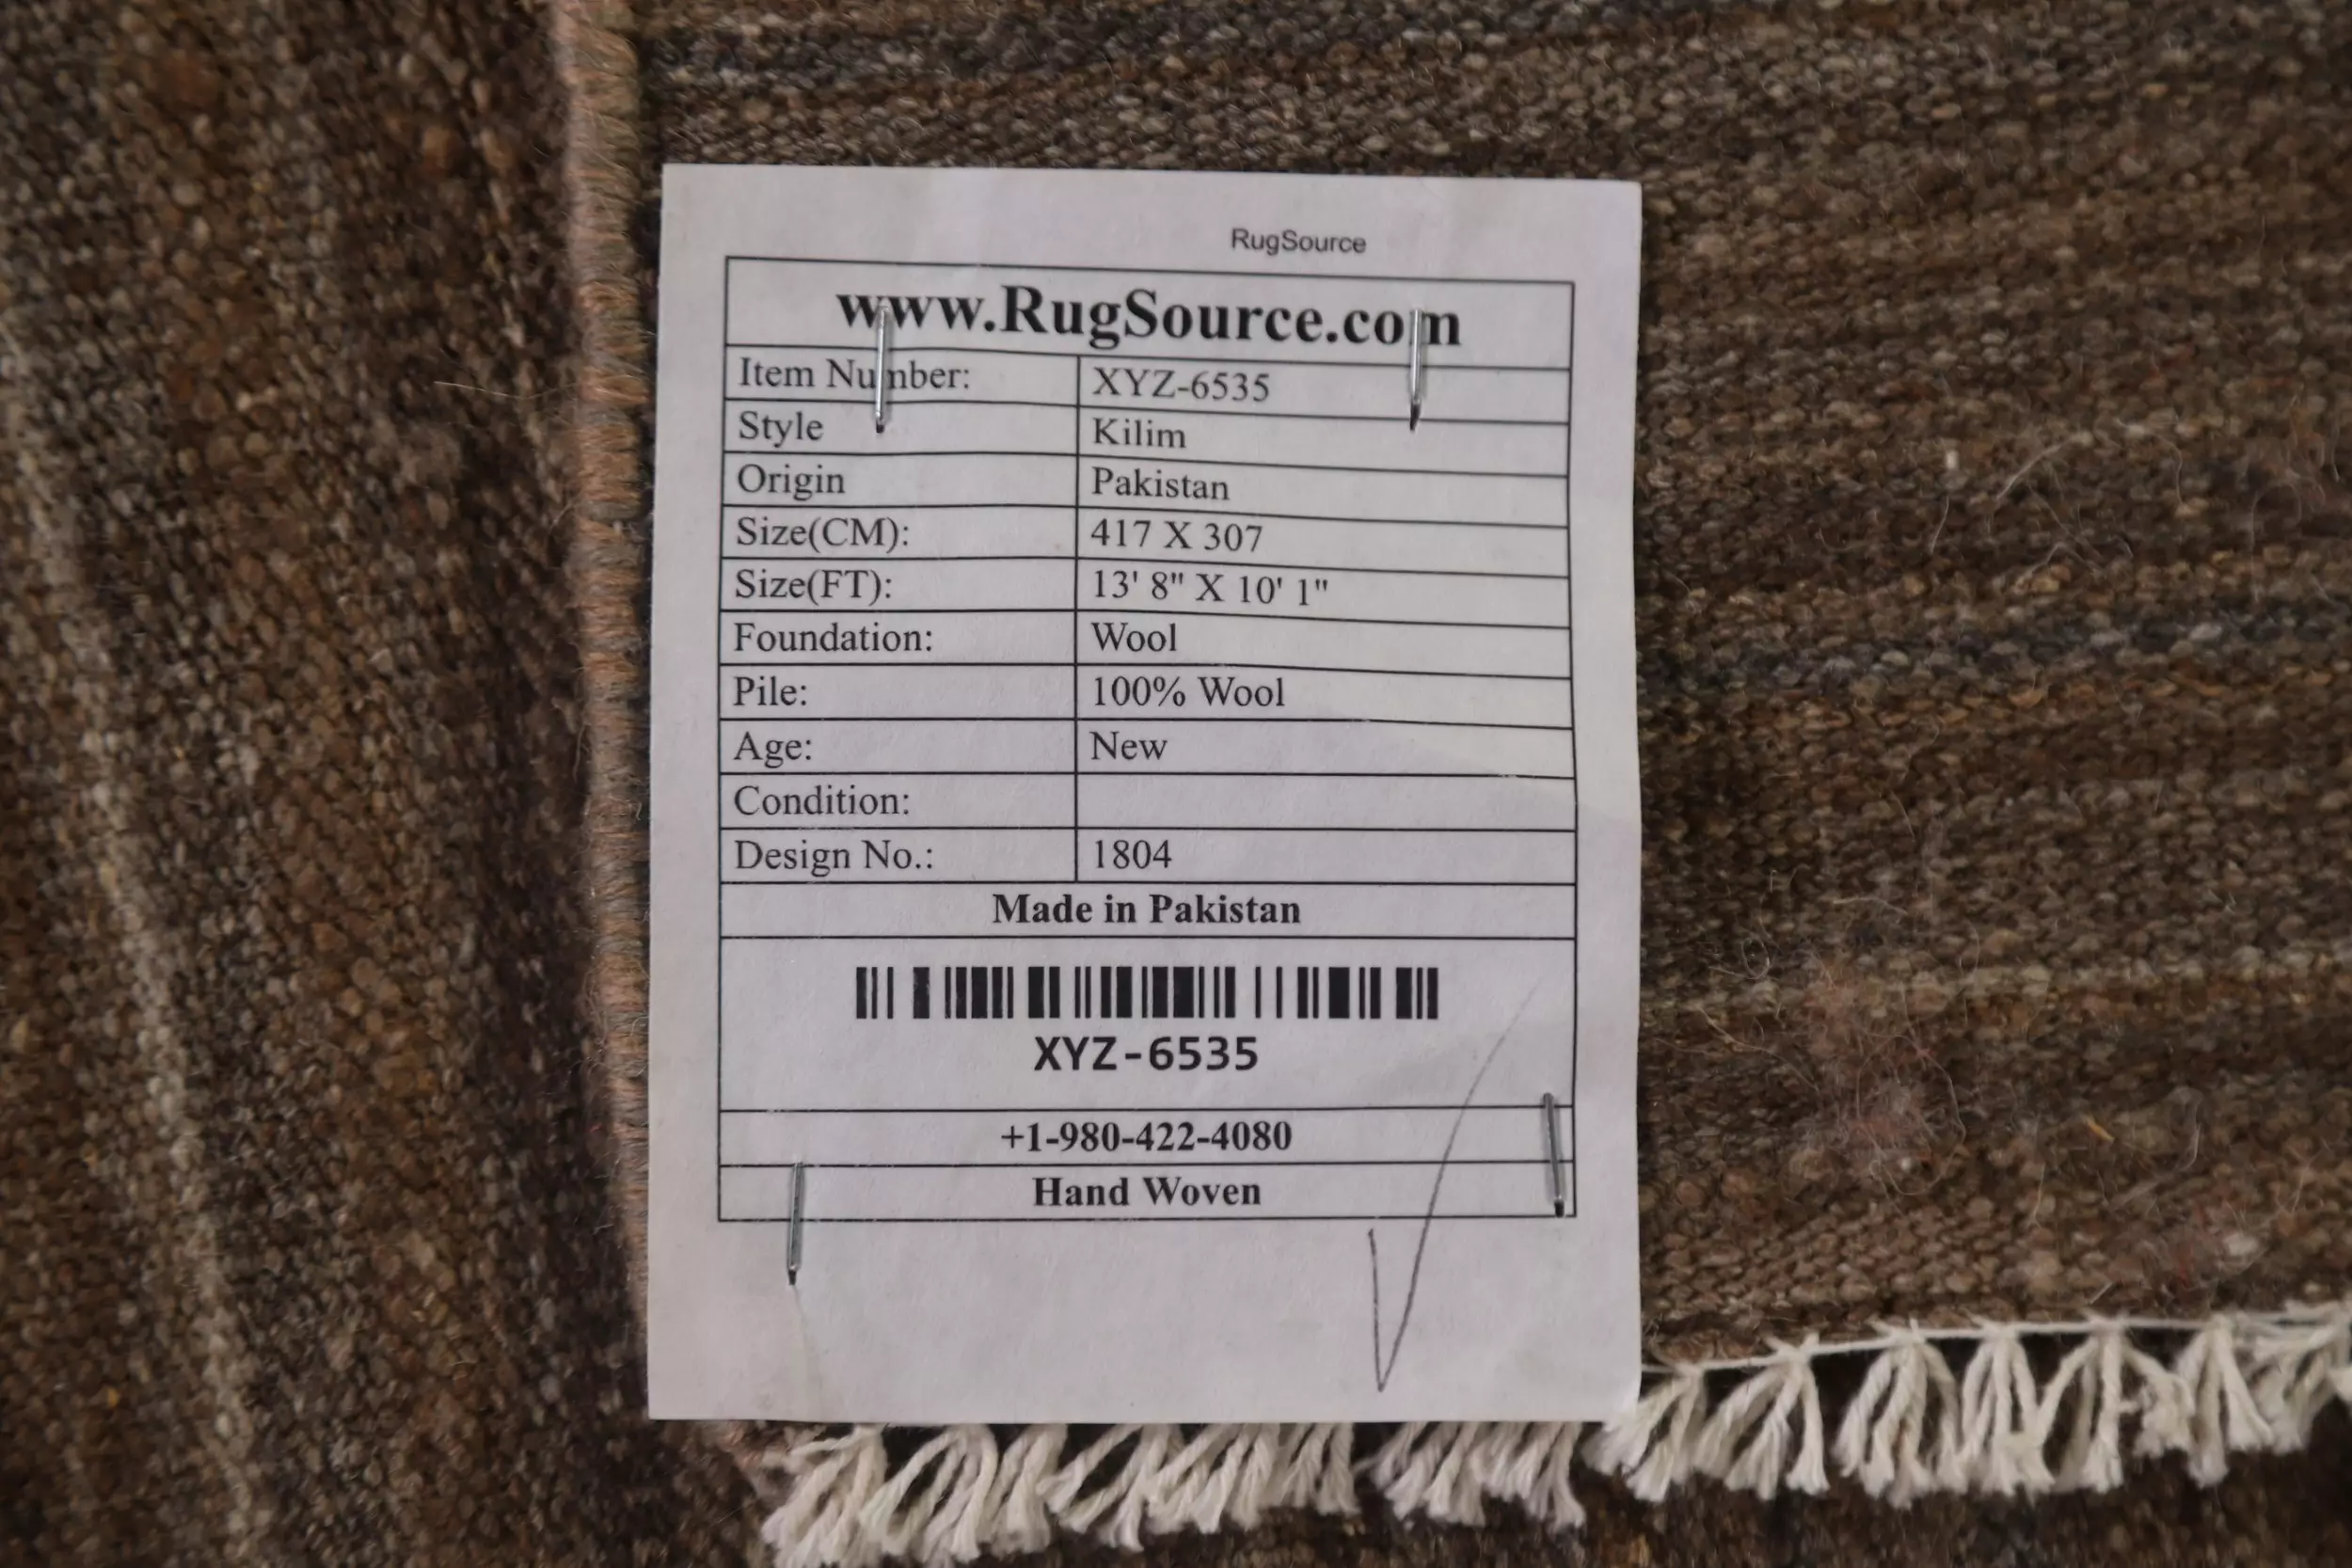 RugSource
www.RugSource.com
Item Number: XYZ-6535
Style Kilim
Origin Pakistan
Size(CM): 417 X 307
Size(FT): 13' 8" X 10' 1"
Foundation: Wool
Pile: 100% Wool
Age: New
Condition:
Design No.: 1804
Made in Pakistan
XYZ-6535
+1-980-422-4080
Hand Woven